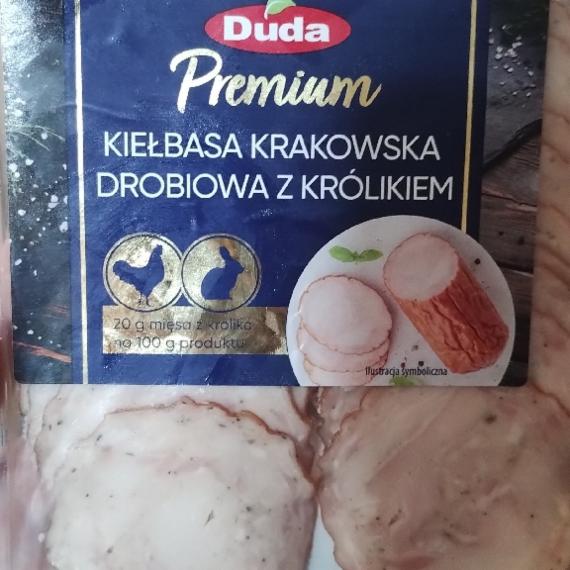 Duda
Premium
KIEŁBASA KRAKOWSKA
DROBIOWA Z KRÓLIKIEM
20 g mięsa z królika
na 100 g produktu
Ilustracja symboliczna